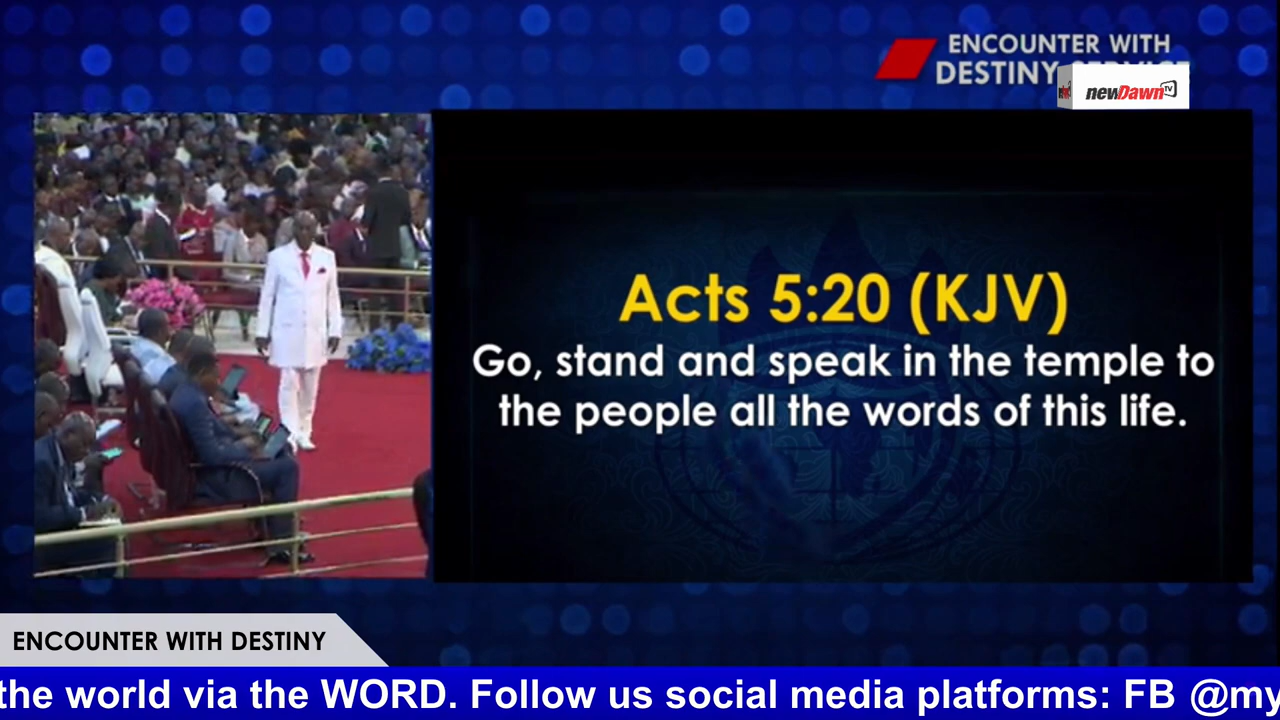 ENCOUNTER WITH
DESTINY SERVICE
newDawn TV
Acts 5:20 (KJV)
Go, stand and speak in the temple to
the people all the words of this life.
ENCOUNTER WITH DESTINY
the world via the WORD. Follow us social media platforms: FB @my